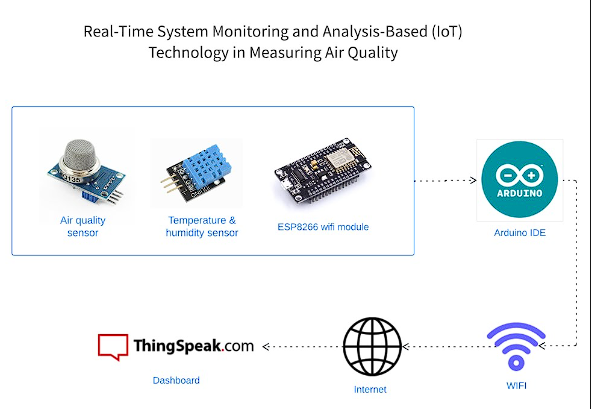 Real-Time System Monitoring and Analysis-Based (IoT)
Technology in Measuring Air Quality
Air quality
sensor
Temperature &
humidity sensor
ESP8266 wifi module
ARDUINO
Arduino IDE
ThingSpeak.com
Dashboard
Internet
WIFI